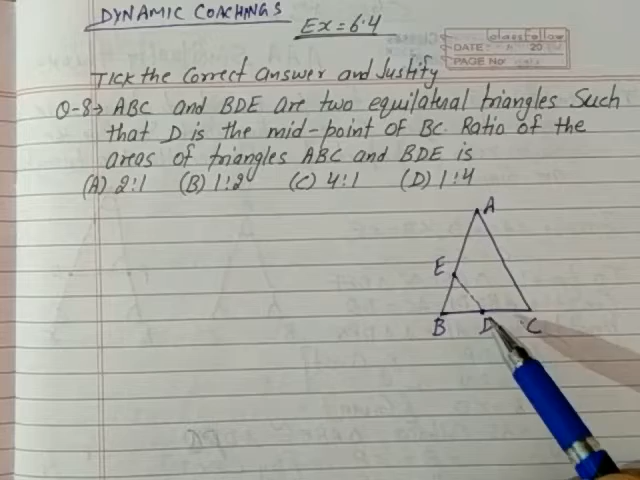 DYNAMIC COACHINGS
Ex = 6.4
classfellow
DATE 20
PAGE No
TICK the Correct answer and Justify
Q-8→ ABC and BDE are two equilateral triangles Such
that D is the mid-point of BC. Ratio of the
areas of triangles ABC and BDE is
(A) 2:1 (B) 1:2 (C) 4:1 (D) 1:4
A
E
B D C